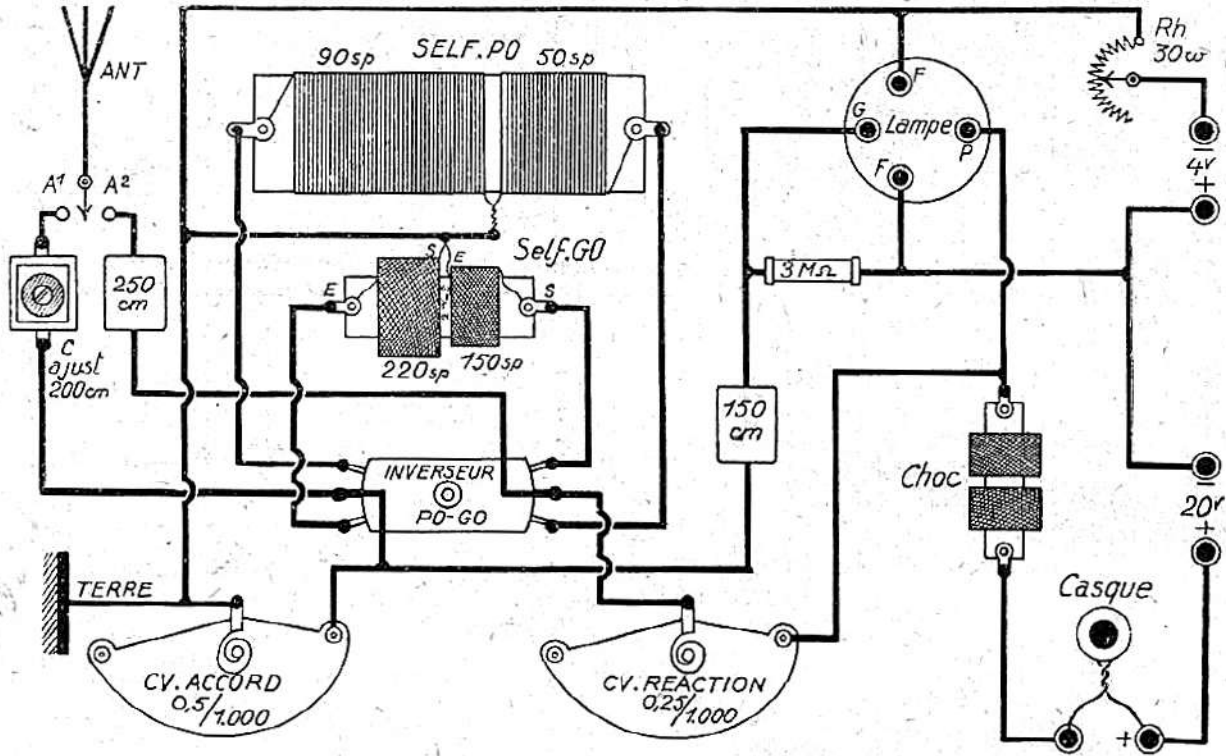 ANT
A¹ A²
C
ajust
200cm
250
cm
SELF.PO
90sp
50sp
Self.GO
S E
E
S
220sp
150sp
INVERSEUR
PO-GO
TERRE
CV.ACCORD
0,5/1.000
CV.REACTION
0,25/1.000
150
cm
3 MΩ
F
G
Lampe
P
F
Rh
30ω
-
4v
+
-
20v
+
Choc
Casque
+